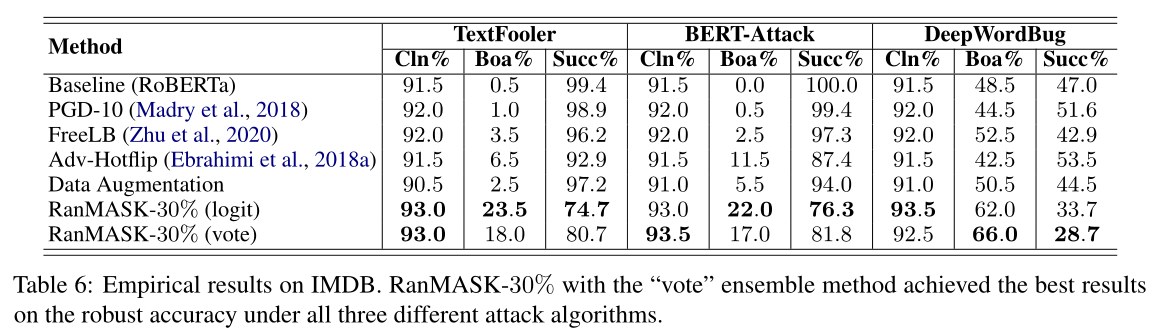 Method TextFooler BERT-Attack DeepWordBug
Cln% Boa% Succ% Cln% Boa% Succ% Cln% Boa% Succ%
Baseline (RoBERTa) 91.5 0.5 99.4 91.5 0.0 100.0 91.5 48.5 47.0
PGD-10 (Madry et al., 2018) 92.0 1.0 98.9 92.0 0.5 99.4 92.0 44.5 51.6
FreeLB (Zhu et al., 2020) 92.0 3.5 96.2 92.0 2.5 97.3 92.0 52.5 42.9
Adv-Hotflip (Ebrahimi et al., 2018a) 91.5 6.5 92.9 91.5 11.5 87.4 91.5 42.5 53.5
Data Augmentation 90.5 2.5 97.2 91.0 5.5 94.0 91.0 50.5 44.5
RanMASK-30% (logit) 93.0 23.5 74.7 93.0 22.0 76.3 93.5 62.0 33.7
RanMASK-30% (vote) 93.0 18.0 80.7 93.5 17.0 81.8 92.5 66.0 28.7
Table 6: Empirical results on IMDB. RanMASK-30% with the “vote” ensemble method achieved the best results
on the robust accuracy under all three different attack algorithms.